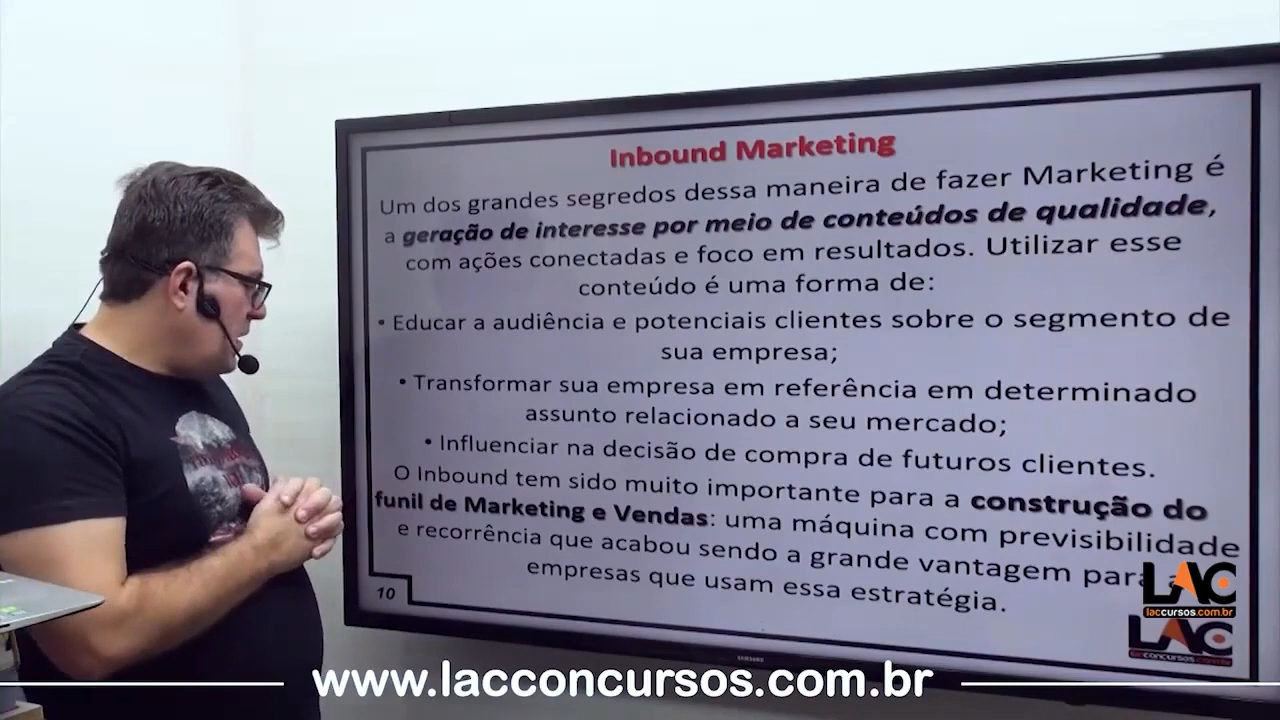 Inbound Marketing
Um dos grandes segredos dessa maneira de fazer Marketing é
a geração de interesse por meio de conteúdos de qualidade,
com ações conectadas e foco em resultados. Utilizar esse
conteúdo é uma forma de:
• Educar a audiência e potenciais clientes sobre o segmento de
sua empresa;
• Transformar sua empresa em referência em determinado
assunto relacionado a seu mercado;
• Influenciar na decisão de compra de futuros clientes.
O Inbound tem sido muito importante para a construção do
funil de Marketing e Vendas: uma máquina com previsibilidade
e recorrência que acabou sendo a grande vantagem para a
empresas que usam essa estratégia.
10
LAC
laccursos.com.br
LAC
lacconcursos.com.br
SAMSUNG
www.lacconcursos.com.br